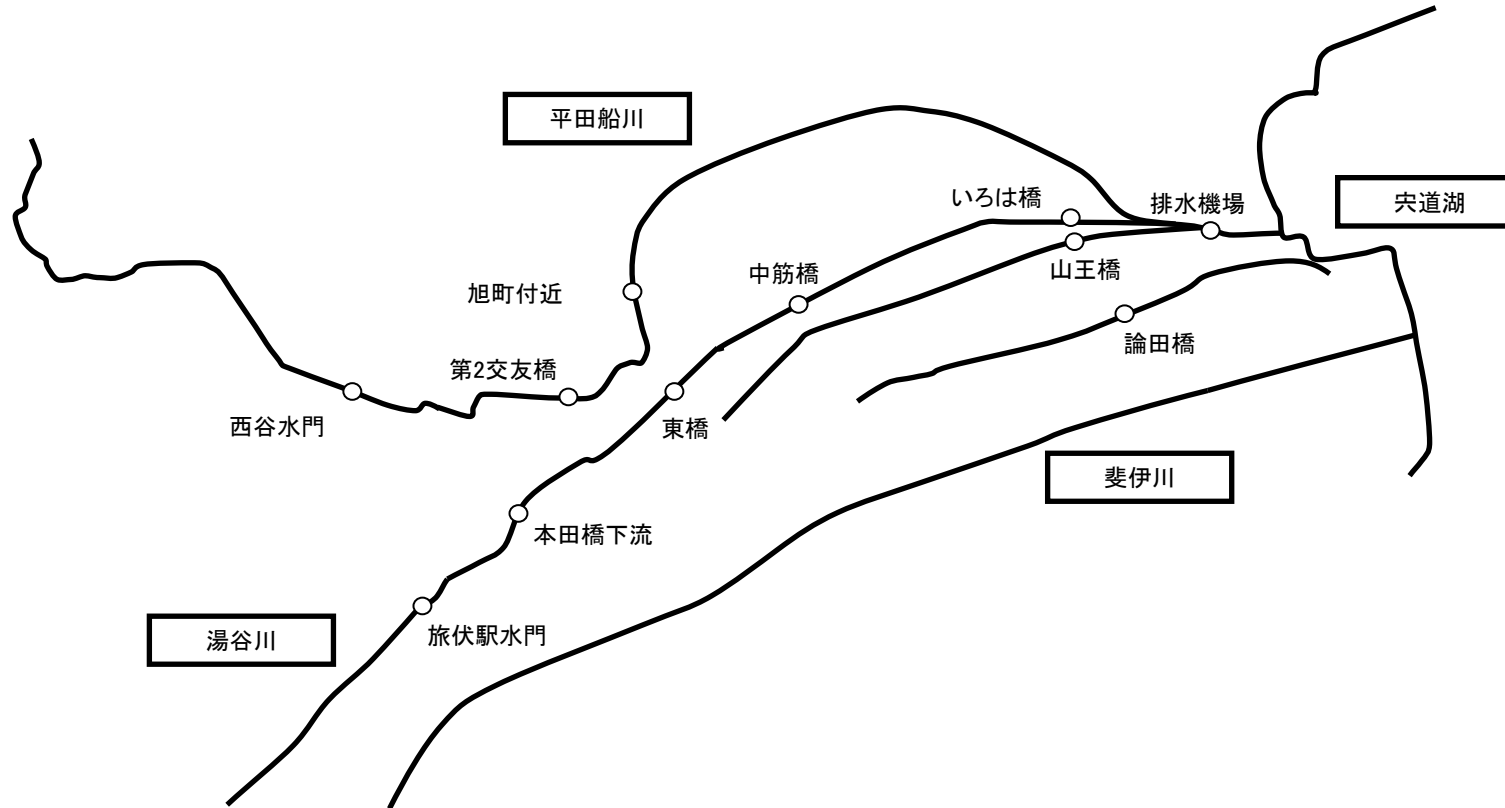 平田船川
いろは橋
排水機場
宍道湖
中筋橋
山王橋
旭町付近
論田橋
第2交友橋
西谷水門
東橋
斐伊川
本田橋下流
湯谷川
旅伏駅水門